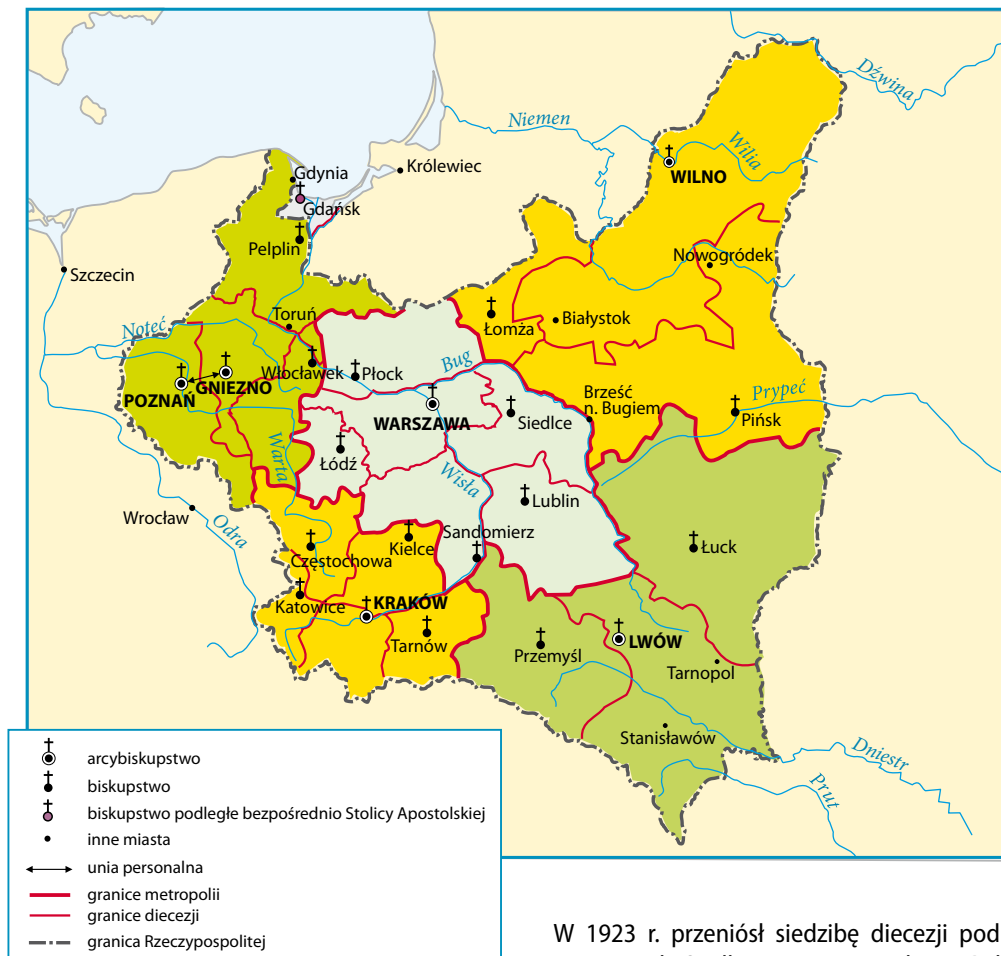 Dźwina
Niemen
Wilia
Królewiec
Gdynia
WILNO
Gdańsk
Pelplin
Nowogródek
Szczecin
Toruń
Łomża
Białystok
Noteć
Bug
Włocławek
Płock
GNIEZNO
POZNAŃ
Brześć
n. Bugiem
Prypeć
WARSZAWA
Siedlce
Pińsk
Warta
Łódź
Wisła
Lublin
Wrocław
Odra
Sandomierz
Kielce
Łuck
Częstochowa
Katowice
KRAKÓW
Tarnów
Przemyśl
LWÓW
Tarnopol
Stanisławów
Dniestr
Prut
arcybiskupstwo
biskupstwo
biskupstwo podległe bezpośrednio Stolicy Apostolskiej
inne miasta
unia personalna
granice metropolii
granice diecezji
granica Rzeczypospolitej
W 1923 r. przeniósł siedzibę diecezji pod